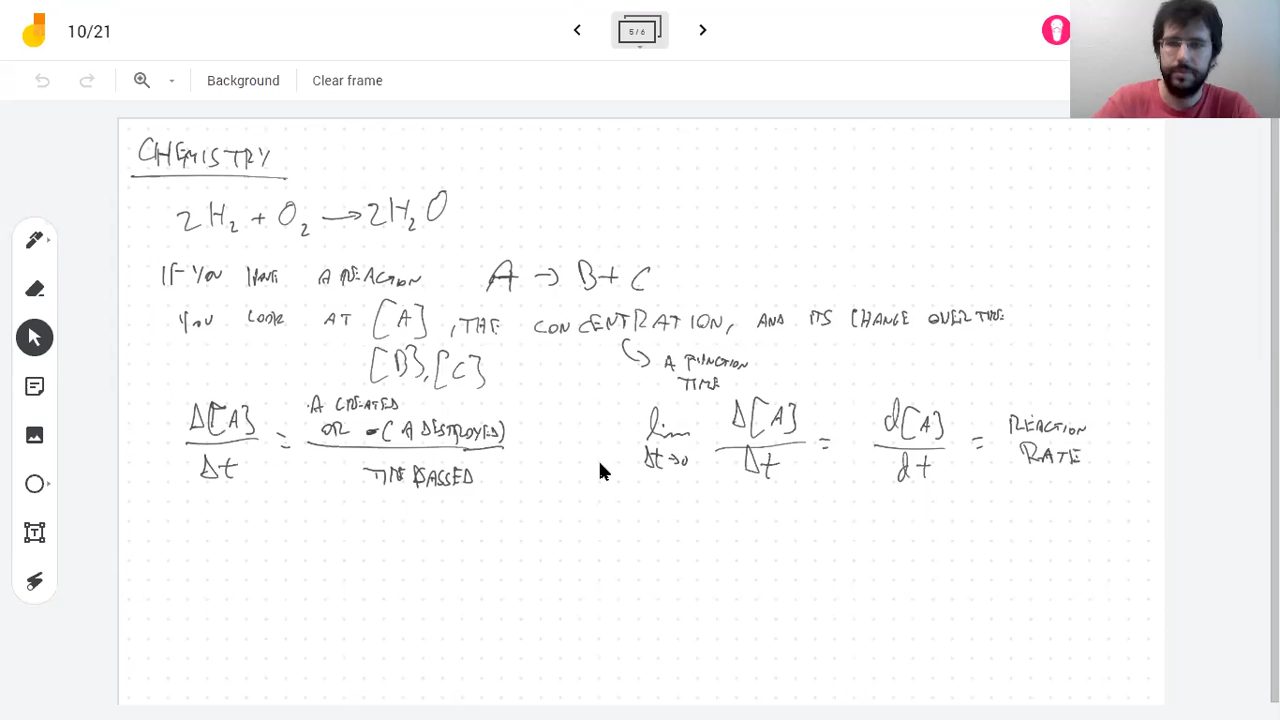 10/21
5/6
Background
Clear frame
CHEMISTRY
2H₂ + O₂ → 2H₂O
IF YOU HAVE A REACTION A → B + C
YOU LOOK AT [A], THE CONCENTRATION, AND ITS CHANGE OVER TIME
[B], [C]
A FUNCTION
TIME
Δ[A]/Δt = A CREATED OR -(A DESTROYED) / TIME PASSED
lim Δt→0 Δ[A]/Δt = d[A]/dt = REACTION RATE